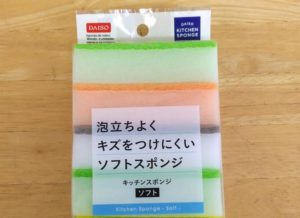 DAISO
DAISO
KITCHEN
SPONGE
泡立ちよく
キズをつけにくい
ソフトスポンジ
キッチンスポンジ
ソフト
Kitchen Sponge - Soft -